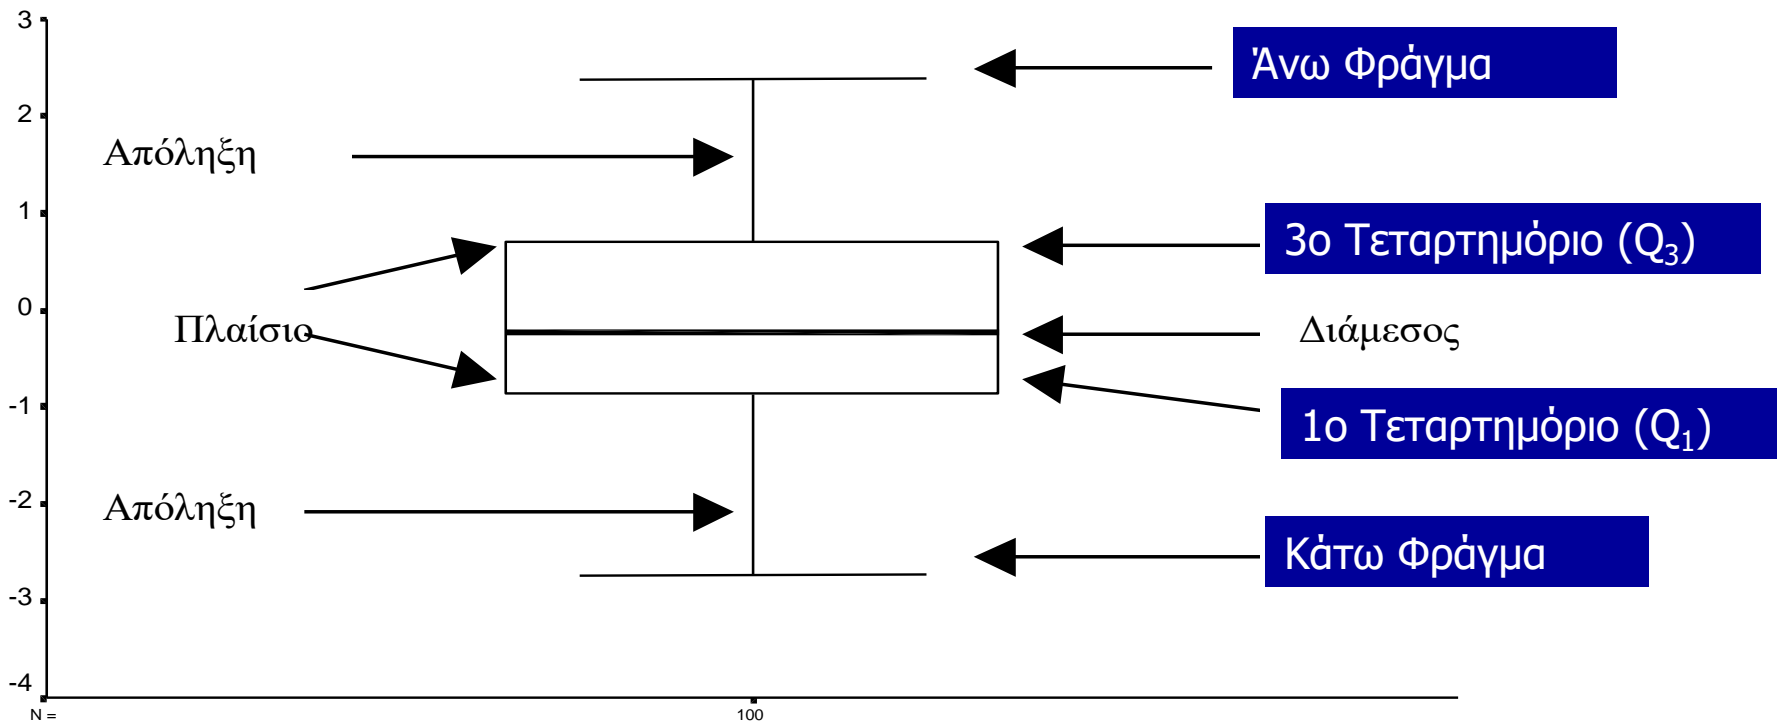 3
Άνω Φράγμα
2
Απόληξη
1
3ο Τεταρτημόριο (Q₃)
0
Πλαίσιο
Διάμεσος
-1
1ο Τεταρτημόριο (Q₁)
-2
Απόληξη
Κάτω Φράγμα
-3
-4
N =
100